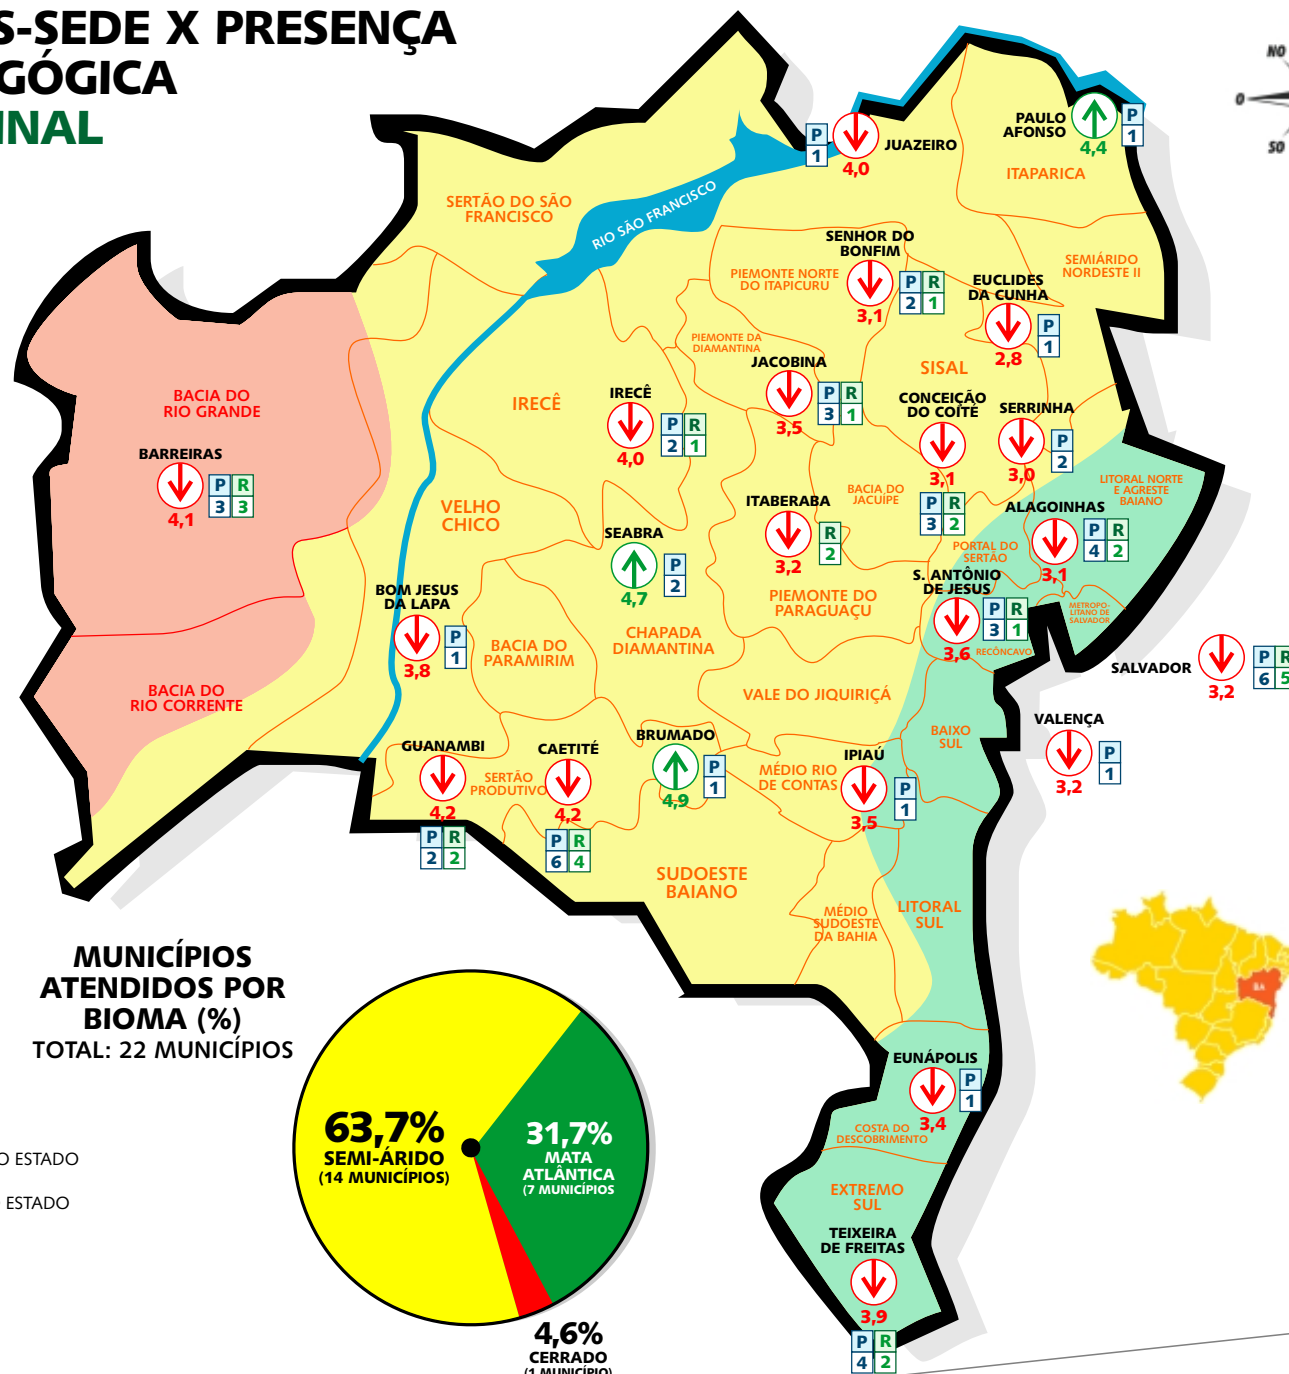 S-SEDE X PRESENÇA
GÓGICA
INAL
NO
O
SO
PAULO
AFONSO
4,4
P
1
ITAPARICA
P
1
4,0
JUAZEIRO
SERTÃO DO SÃO
FRANCISCO
RIO SÃO FRANCISCO
SENHOR DO
BONFIM
3,1
P R
2 1
PIEMONTE NORTE
DO ITAPICURU
SEMIÁRIDO
NORDESTE II
EUCLIDES
DA CUNHA
2,8
P
1
PIEMONTE DA
DIAMANTINA
JACOBINA
3,5
P R
3 1
SISAL
BACIA DO
RIO GRANDE
IRECÊ
IRECÊ
4,0
P R
2 1
CONCEIÇÃO
DO COITÉ
3,1
P R
3 2
SERRINHA
3,0
P
2
BARREIRAS
4,1
P R
3 3
VELHO
CHICO
LITORAL NORTE
E AGRESTE
BAIANO
BACIA DO
JACUÍPE
ITABERABA
3,2
R
2
ALAGOINHAS
3,1
P R
4 2
SEABRA
4,7
P
2
PORTAL DO
SERTÃO
S. ANTÔNIO
DE JESUS
3,6
P R
3 1
RECÔNCAVO
METROPO-
LITANO DE
SALVADOR
BOM JESUS
DA LAPA
3,8
P
1
PIEMONTE DO
PARAGUAÇU
BACIA DO
PARAMIRIM
CHAPADA
DIAMANTINA
SALVADOR
3,2
P R
6 5
BACIA DO
RIO CORRENTE
VALE DO JIQUIRIÇÁ
VALENÇA
3,2
P
1
BAIXO
SUL
GUANAMBI
4,2
P R
2 2
SERTÃO
PRODUTIVO
CAETITÉ
4,2
P R
6 4
BRUMADO
4,9
P
1
MÉDIO RIO
DE CONTAS
IPIAÚ
3,5
P
1
SUDOESTE
BAIANO
MÉDIO
SUDOESTE
DA BAHIA
LITORAL
SUL
BA
MUNICÍPIOS
ATENDIDOS POR
BIOMA (%)
TOTAL: 22 MUNICÍPIOS
63,7%
SEMI-ÁRIDO
(14 MUNICÍPIOS)
31,7%
MATA
ATLÂNTICA
(7 MUNICÍPIOS
4,6%
CERRADO
(1 MUNICÍPIO)
O ESTADO
ESTADO
EUNÁPOLIS
3,4
P
1
COSTA DO
DESCOBRIMENTO
EXTREMO
SUL
TEIXEIRA
DE FREITAS
3,9
P R
4 2